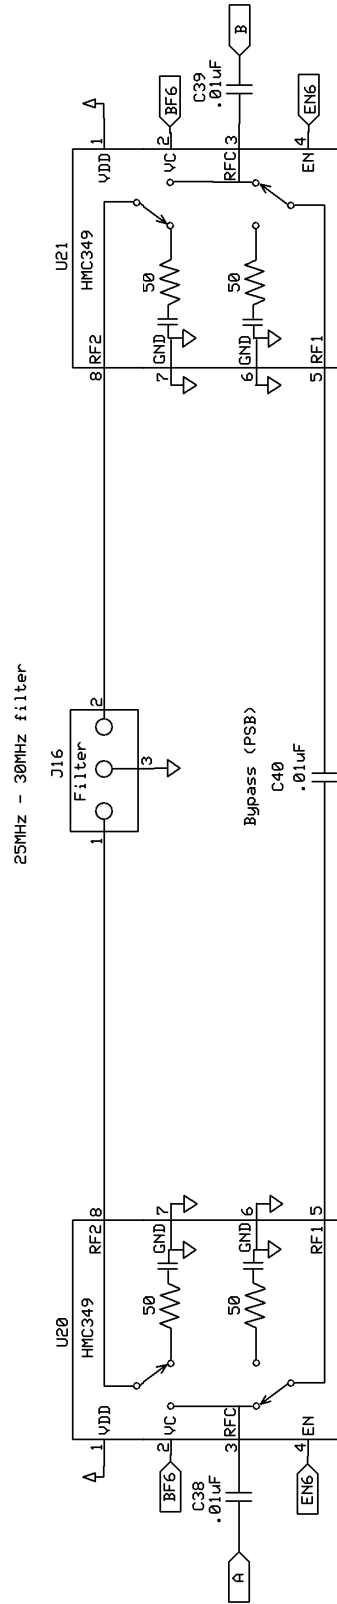 25MHz - 30MHz filter
U20
HMC349
1
VDD
BF6
2
VC
C38
.01uF
A
3
RFC
EN6
4
EN
RF2
8
50
GND
7
50
GND
6
RF1
5
J16
Filter
1
2
3
Bypass (PSB)
C40
.01uF
U21
HMC349
8
RF2
1
VDD
7
GND
50
2
VC
BF6
6
GND
50
3
RFC
C39
.01uF
B
5
RF1
4
EN
EN6